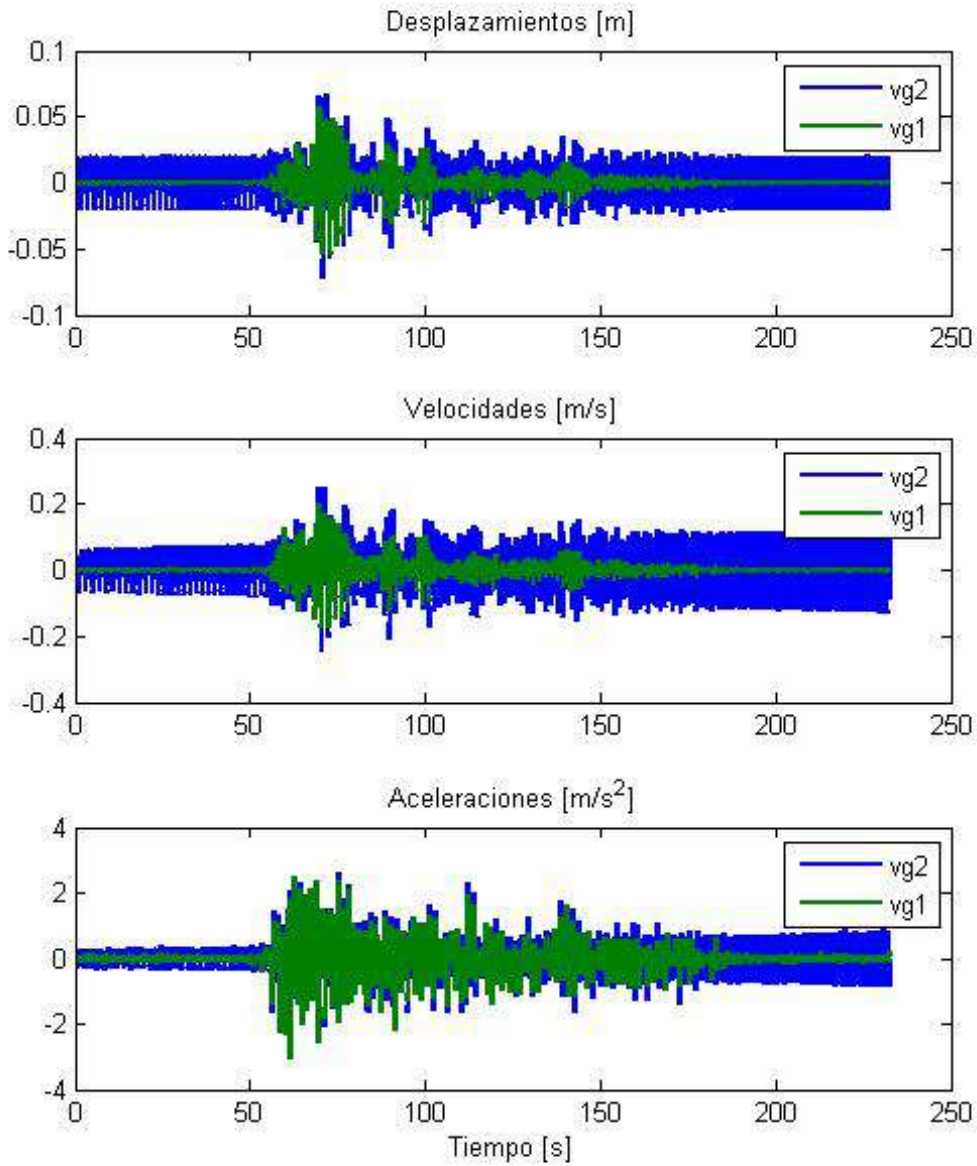 Desplazamientos [m]
0.1
0.05
0
-0.05
-0.1
vg2
vg1
0 50 100 150 200 250
Velocidades [m/s]
0.4
0.2
0
-0.2
-0.4
vg2
vg1
0 50 100 150 200 250
Aceleraciones [m/s²]
4
2
0
-2
-4
vg2
vg1
0 50 100 150 200 250
Tiempo [s]